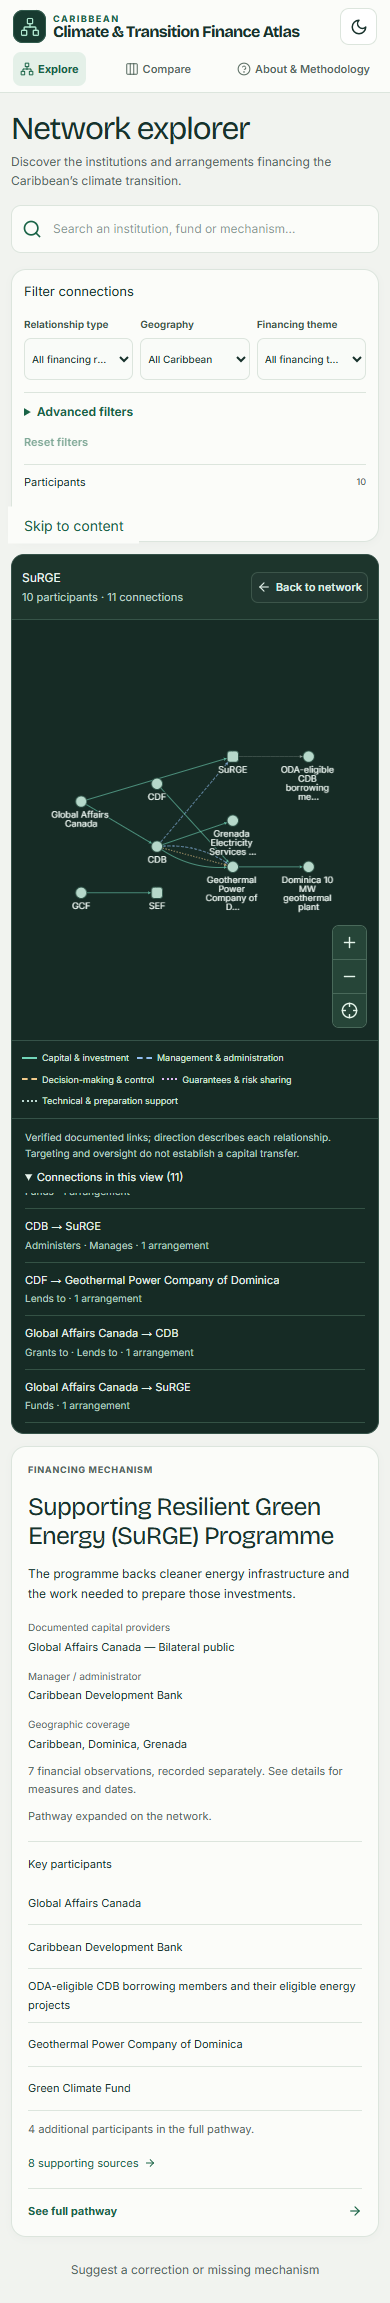 CARIBBEAN
Climate & Transition Finance Atlas
Explore
Compare
About & Methodology
Network explorer
Discover the institutions and arrangements financing the
Caribbean's climate transition.
Search an institution, fund or mechanism...
Filter connections
Relationship type
Geography
Financing theme
All financing r...
All Caribbean
All financing t...
Advanced filters
Reset filters
Participants
10
Skip to content
SuRGE
10 participants · 11 connections
← Back to network
SuRGE
ODA-eligible
CDB
borrowing
me...
CDF
Global Affairs
Canada
Grenada
Electricity
Services ...
CDB
Geothermal
Power
Company of
D...
Dominica 10
MW
geothermal
plant
GCF
SEF
+
−
Capital & investment
Management & administration
Decision-making & control
Guarantees & risk sharing
Technical & preparation support
Verified documented links; direction describes each relationship.
Targeting and oversight do not establish a capital transfer.
Connections in this view (11)
Funds · 1 arrangement
CDB → SuRGE
Administers · Manages · 1 arrangement
CDF → Geothermal Power Company of Dominica
Lends to · 1 arrangement
Global Affairs Canada → CDB
Grants to · Lends to · 1 arrangement
Global Affairs Canada → SuRGE
Funds · 1 arrangement
FINANCING MECHANISM
Supporting Resilient Green
Energy (SuRGE) Programme
The programme backs cleaner energy infrastructure and
the work needed to prepare those investments.
Documented capital providers
Global Affairs Canada — Bilateral public
Manager / administrator
Caribbean Development Bank
Geographic coverage
Caribbean, Dominica, Grenada
7 financial observations, recorded separately. See details for
measures and dates.
Pathway expanded on the network.
Key participants
Global Affairs Canada
Caribbean Development Bank
ODA-eligible CDB borrowing members and their eligible energy
projects
Geothermal Power Company of Dominica
Green Climate Fund
4 additional participants in the full pathway.
8 supporting sources →
See full pathway →
Suggest a correction or missing mechanism